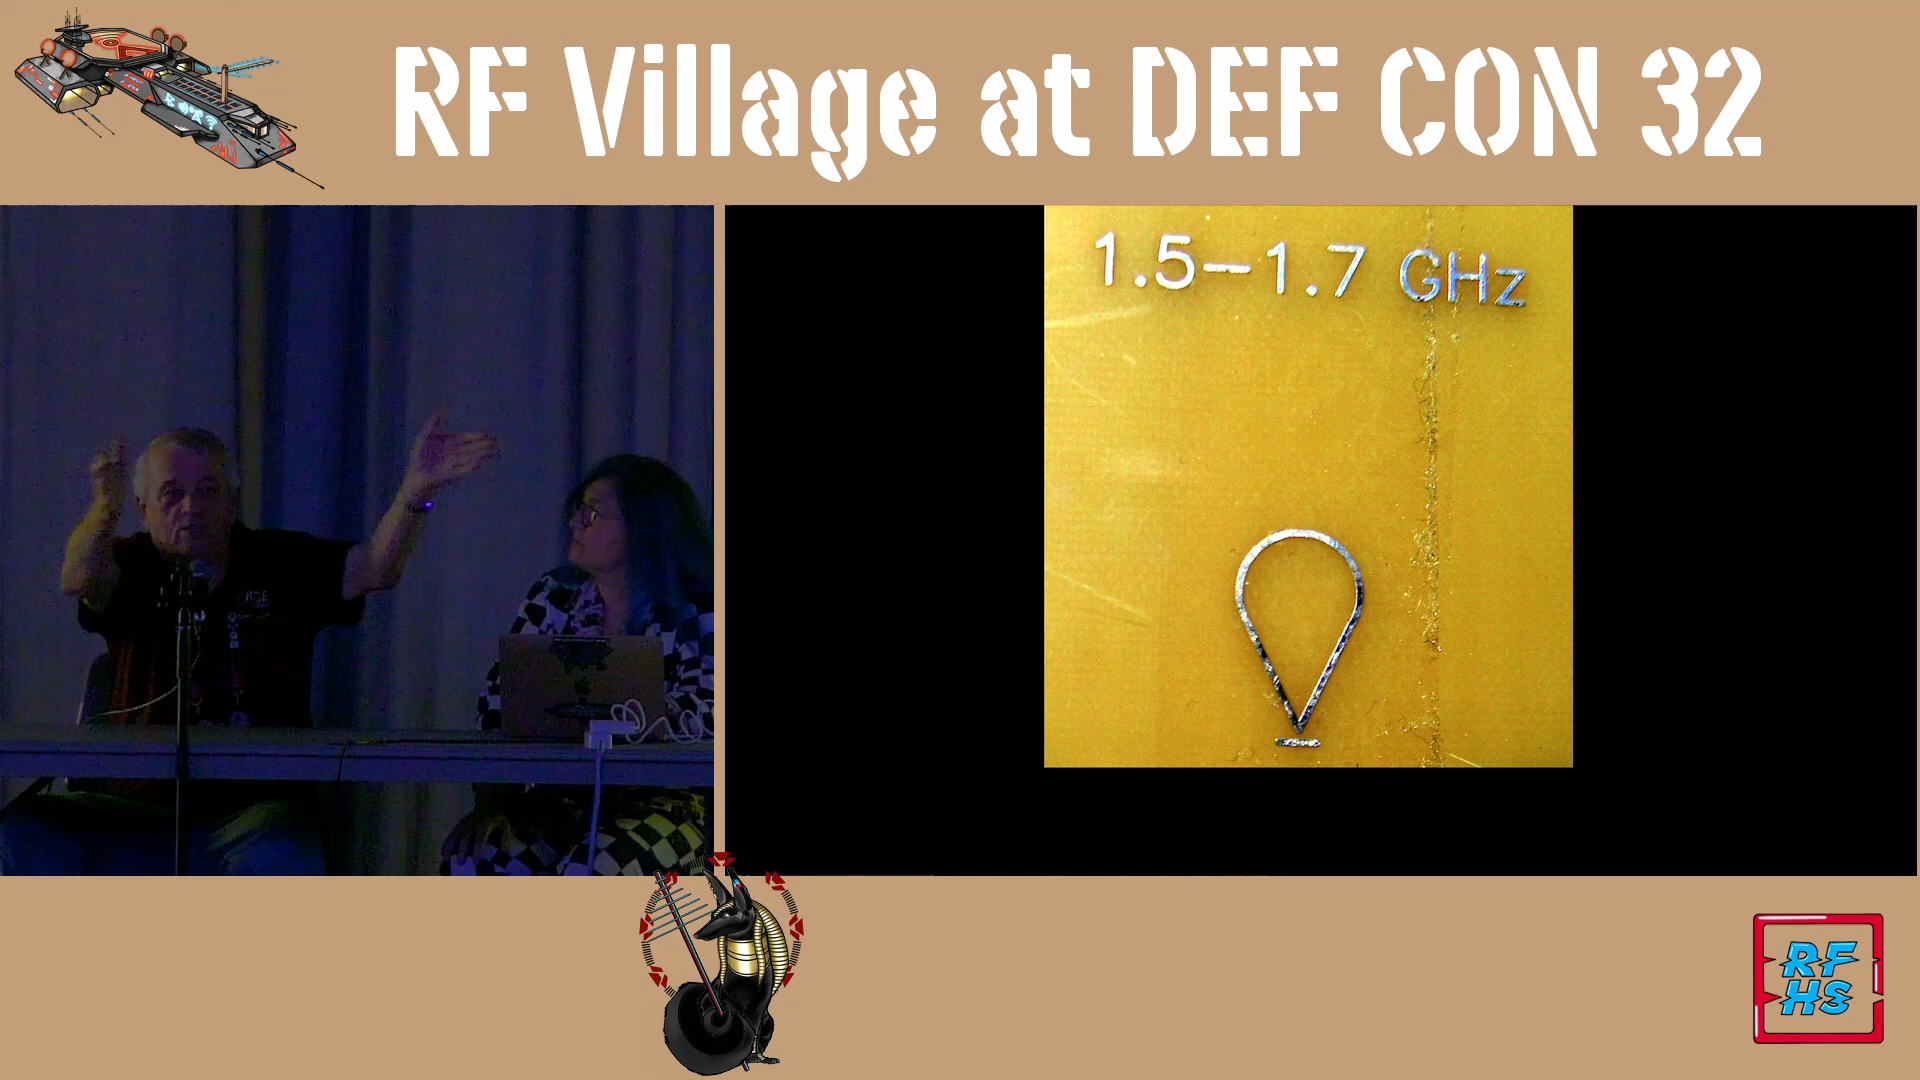 RF Village at DEF CON 32
1.5-1.7 GHz
RF
HS